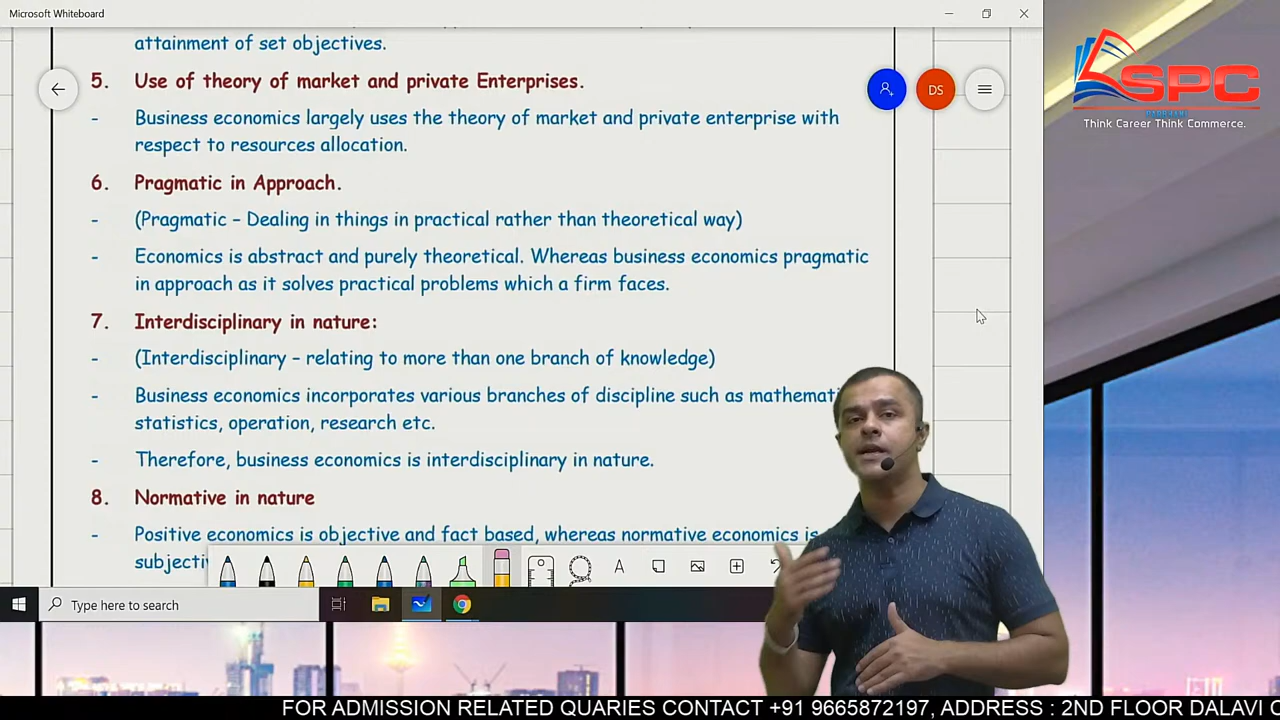 Microsoft Whiteboard
attainment of set objectives.
5. Use of theory of market and private Enterprises.
- Business economics largely uses the theory of market and private enterprise with
respect to resources allocation.
6. Pragmatic in Approach.
- (Pragmatic – Dealing in things in practical rather than theoretical way)
- Economics is abstract and purely theoretical. Whereas business economics pragmatic
in approach as it solves practical problems which a firm faces.
7. Interdisciplinary in nature:
- (Interdisciplinary – relating to more than one branch of knowledge)
- Business economics incorporates various branches of discipline such as mathemati
statistics, operation, research etc.
- Therefore, business economics is interdisciplinary in nature.
8. Normative in nature
- Positive economics is objective and fact based, whereas normative economics is
subjectiv
DS
SPC
Think Career Think Commerce.
A
Type here to search
FOR ADMISSION RELATED QUARIES CONTACT +91 9665872197, ADDRESS : 2ND FLOOR DALAVI C